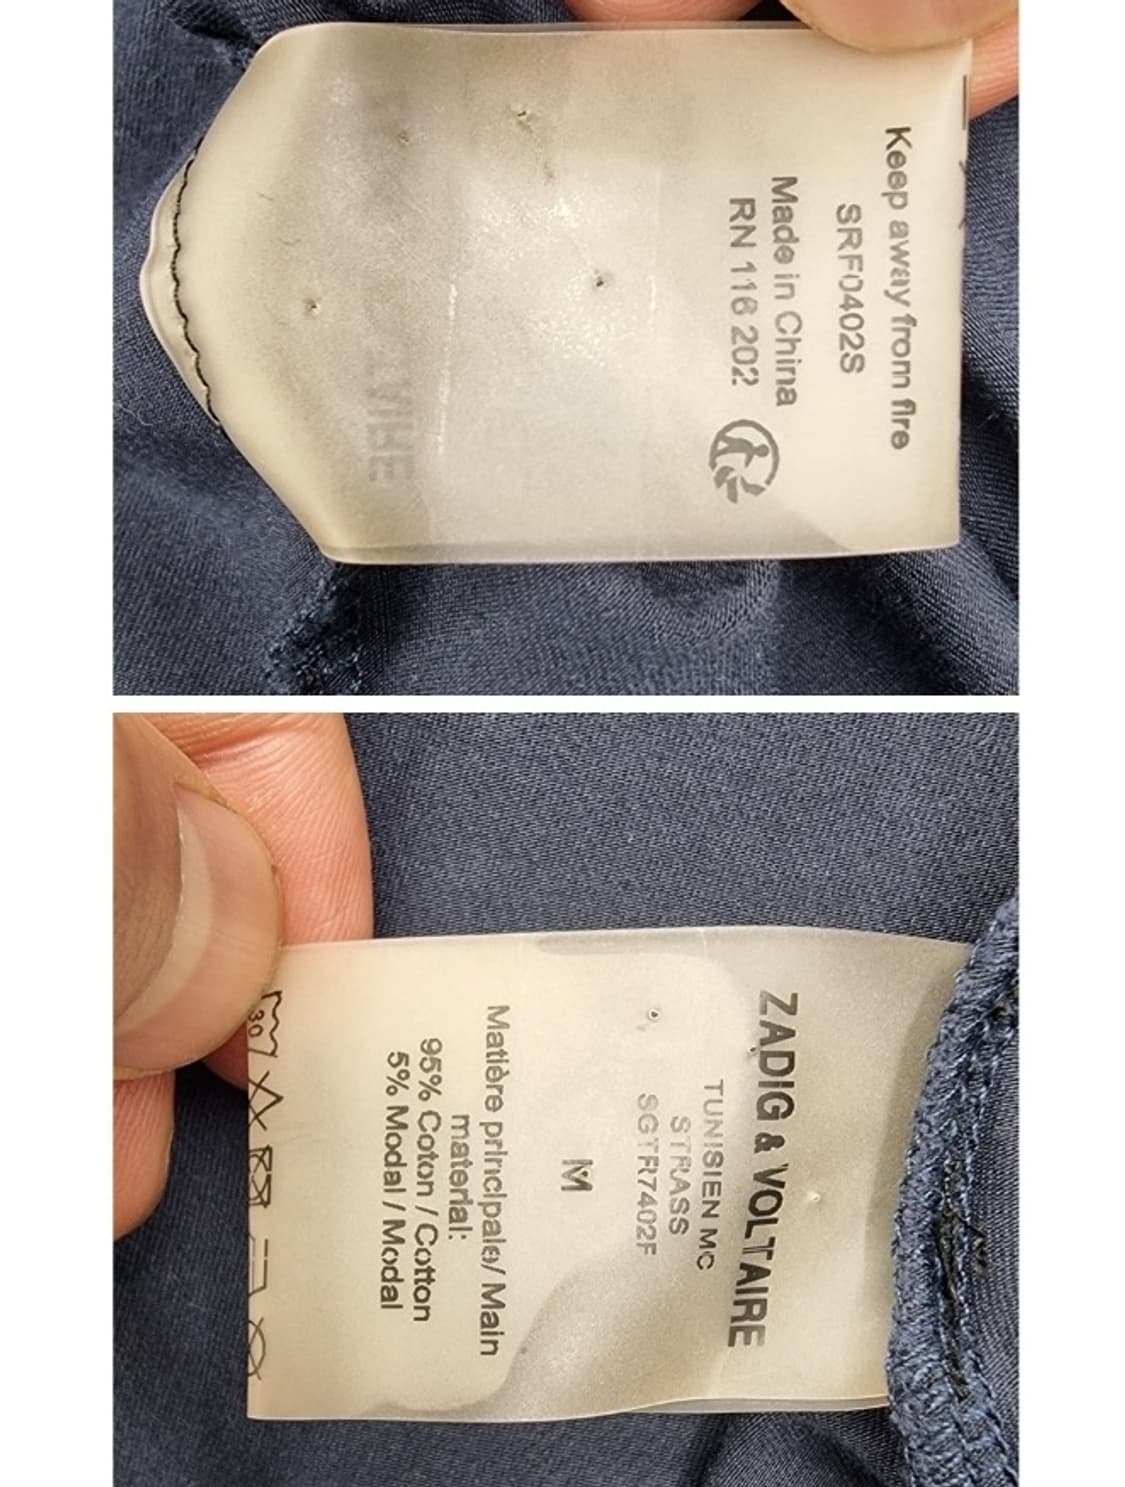 Keep away from fire
SRF0402S
Made in China
RN 116 202
ZADIG & VOLTAIRE
TUNISIEN MC
STRASS
SGTR7402F
M
Matière principale/ Main
material:
95% Coton / Cotton
5% Modal / Modal
30